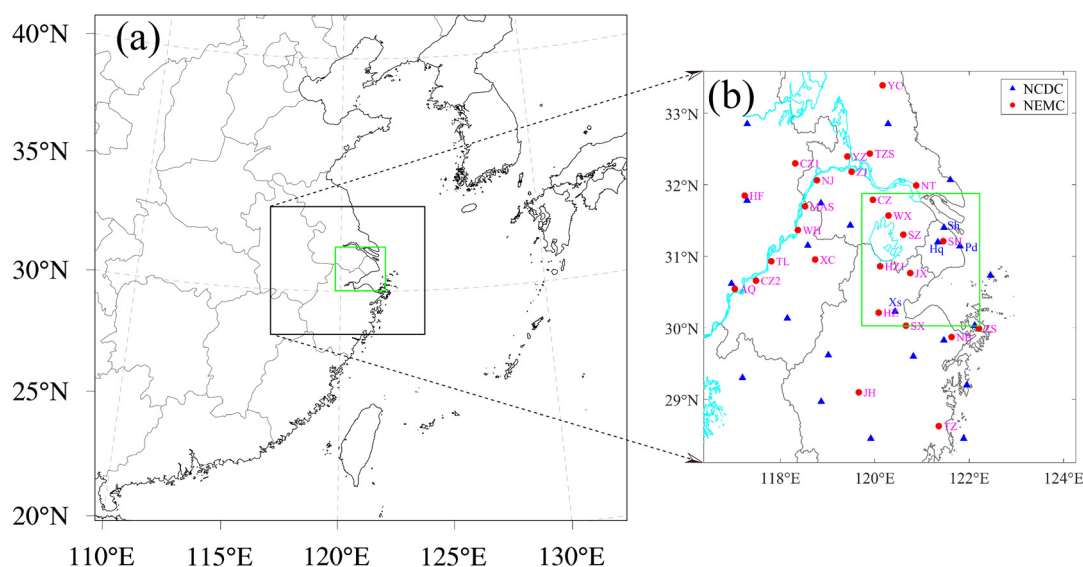 (a)
40°N
35°N
30°N
25°N
20°N
110°E
115°E
120°E
125°E
130°E
(b)
NCDC
NEMC
33°N
32°N
31°N
30°N
29°N
118°E
120°E
122°E
124°E
YC
TZS
YZ
CZ1
ZJ
NJ
NT
HF
CZ
MAS
WX
WH
Sh
SZ
SH
Hq
Pd
XC
TL
HZ1
JX
CZ2
AQ
Xs
HZ
SX
ZS
NB
JH
TZ